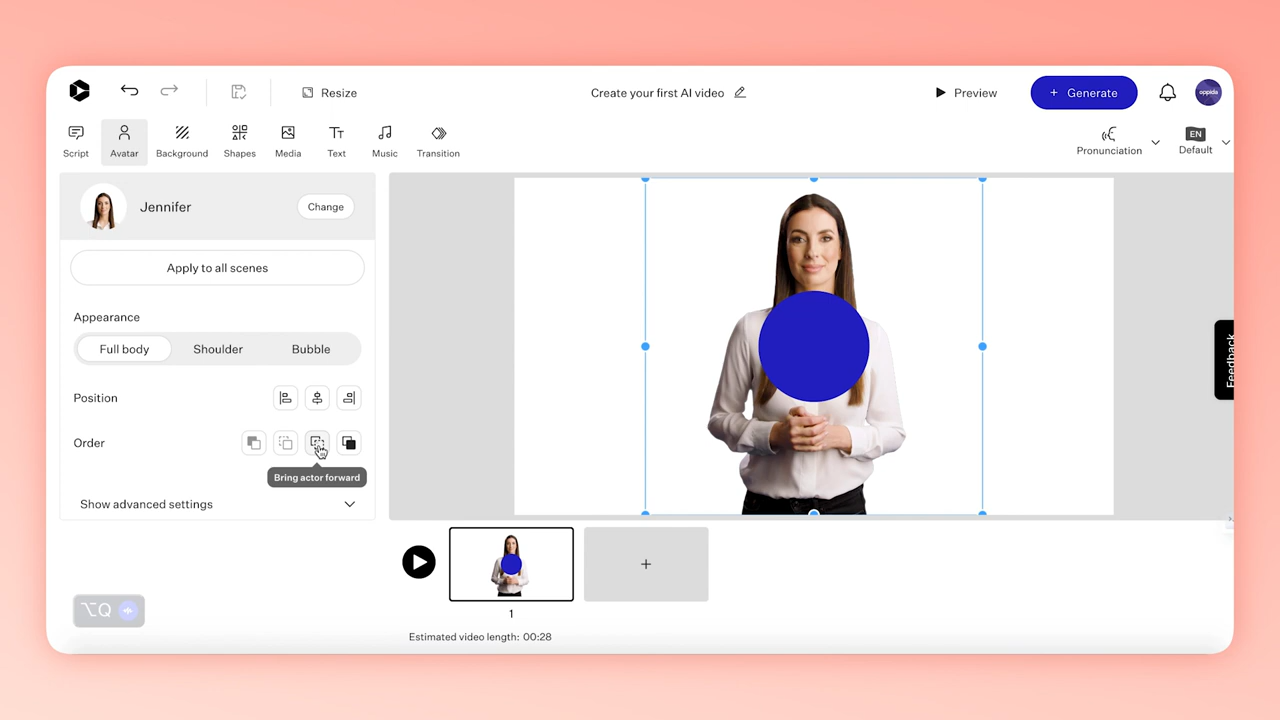 Resize
Create your first AI video
Preview
+ Generate
oppida
Script
Avatar
Background
Shapes
Media
Text
Music
Transition
Pronunciation
EN
Default
Jennifer
Change
Apply to all scenes
Appearance
Full body
Shoulder
Bubble
Position
Order
Bring actor forward
Show advanced settings
Feedback
+
1
Estimated video length: 00:28
⌥Q